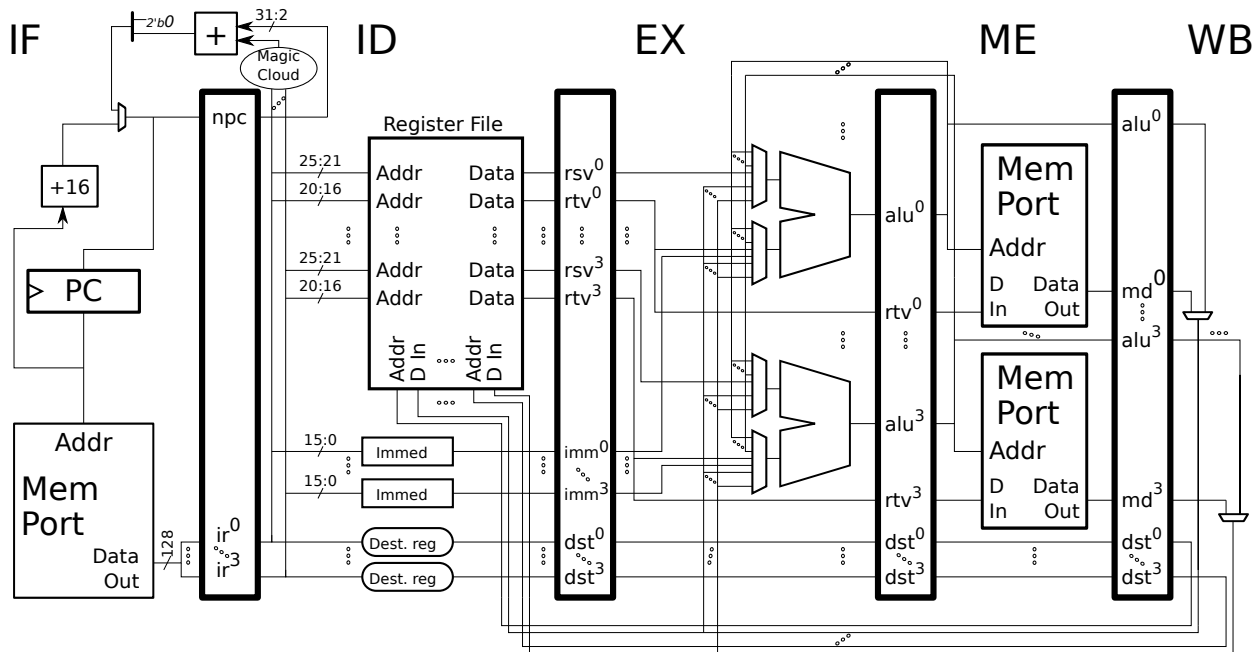 IF
ID
EX
ME
WB
2'b0
31:2
+
Magic
Cloud
npc
+16
PC
Addr
Mem
Port
Data
Out
128
ir0
ir3
Register File
25:21
Addr
Data
20:16
Addr
Data
25:21
Addr
Data
20:16
Addr
Data
Addr
D In
Addr
D In
15:0
Immed
15:0
Immed
Dest. reg
Dest. reg
rsv0
rtv0
rsv3
rtv3
imm0
imm3
dst0
dst3
alu0
rtv0
alu3
rtv3
dst0
dst3
Mem
Port
Addr
D
In
Data
Out
Mem
Port
Addr
D
In
Data
Out
alu0
md0
alu3
md3
dst0
dst3